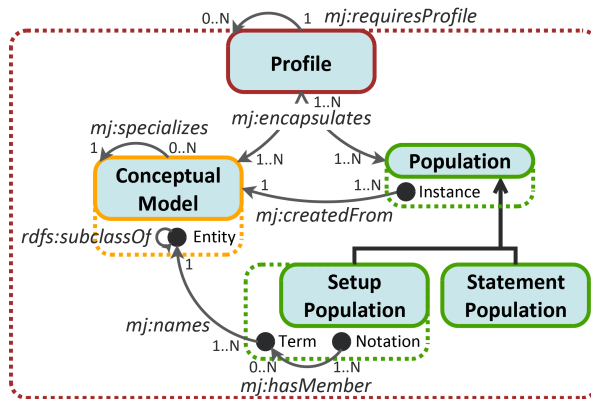 0..N 1 mj:requiresProfile
Profile
1..N
mj:encapsulates
mj:specializes
1 0..N
1..N 1..N
Population
Conceptual
Model
1 1..N Instance
mj:createdFrom
rdfs:subclassOf Entity
1
Setup
Population
Statement
Population
mj:names
1..N Term Notation
0..N 1..N
mj:hasMember